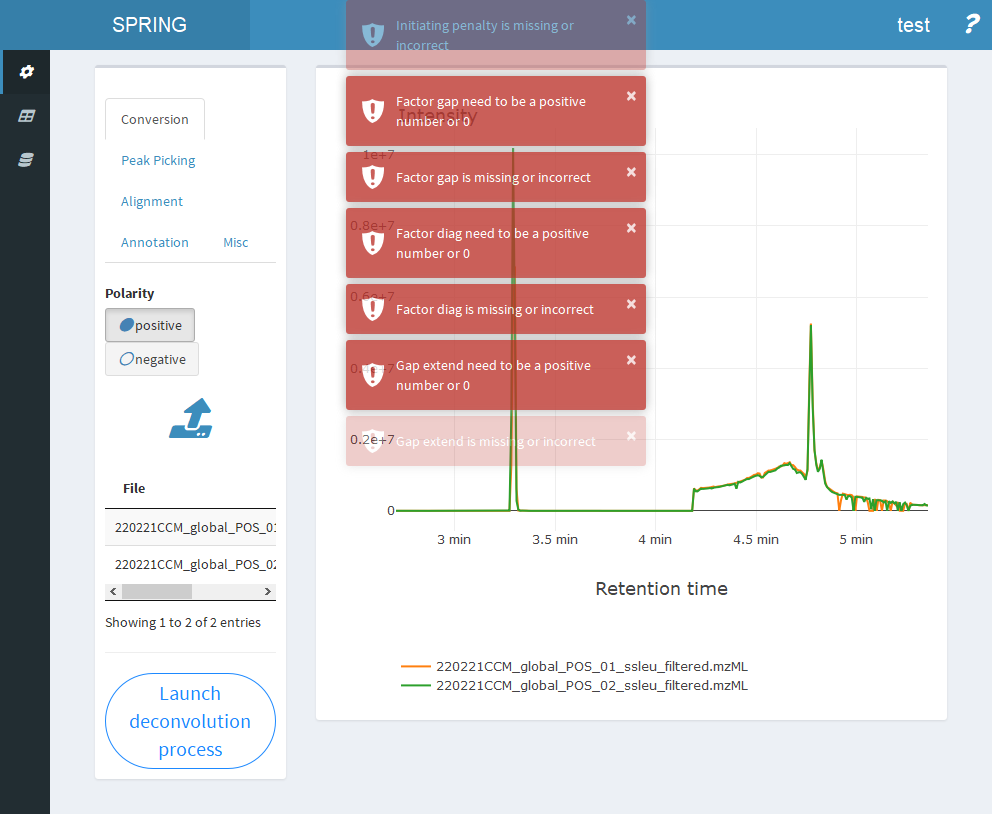 SPRING
test
?
Conversion
Peak Picking
Alignment
Annotation
Misc
Polarity
positive
negative
File
220221CCM_global_POS_01
220221CCM_global_POS_02
Showing 1 to 2 of 2 entries
Launch
deconvolution
process
Initiating penalty is missing or
incorrect
×
Factor gap need to be a positive
number or 0
×
Factor gap is missing or incorrect
×
Factor diag need to be a positive
number or 0
×
Factor diag is missing or incorrect
×
Gap extend need to be a positive
number or 0
×
Gap extend is missing or incorrect
×
Intensity
1e+7
0.8e+7
0.6e+7
0.4e+7
0.2e+7
0
3 min
3.5 min
4 min
4.5 min
5 min
Retention time
220221CCM_global_POS_01_ssleu_filtered.mzML
220221CCM_global_POS_02_ssleu_filtered.mzML